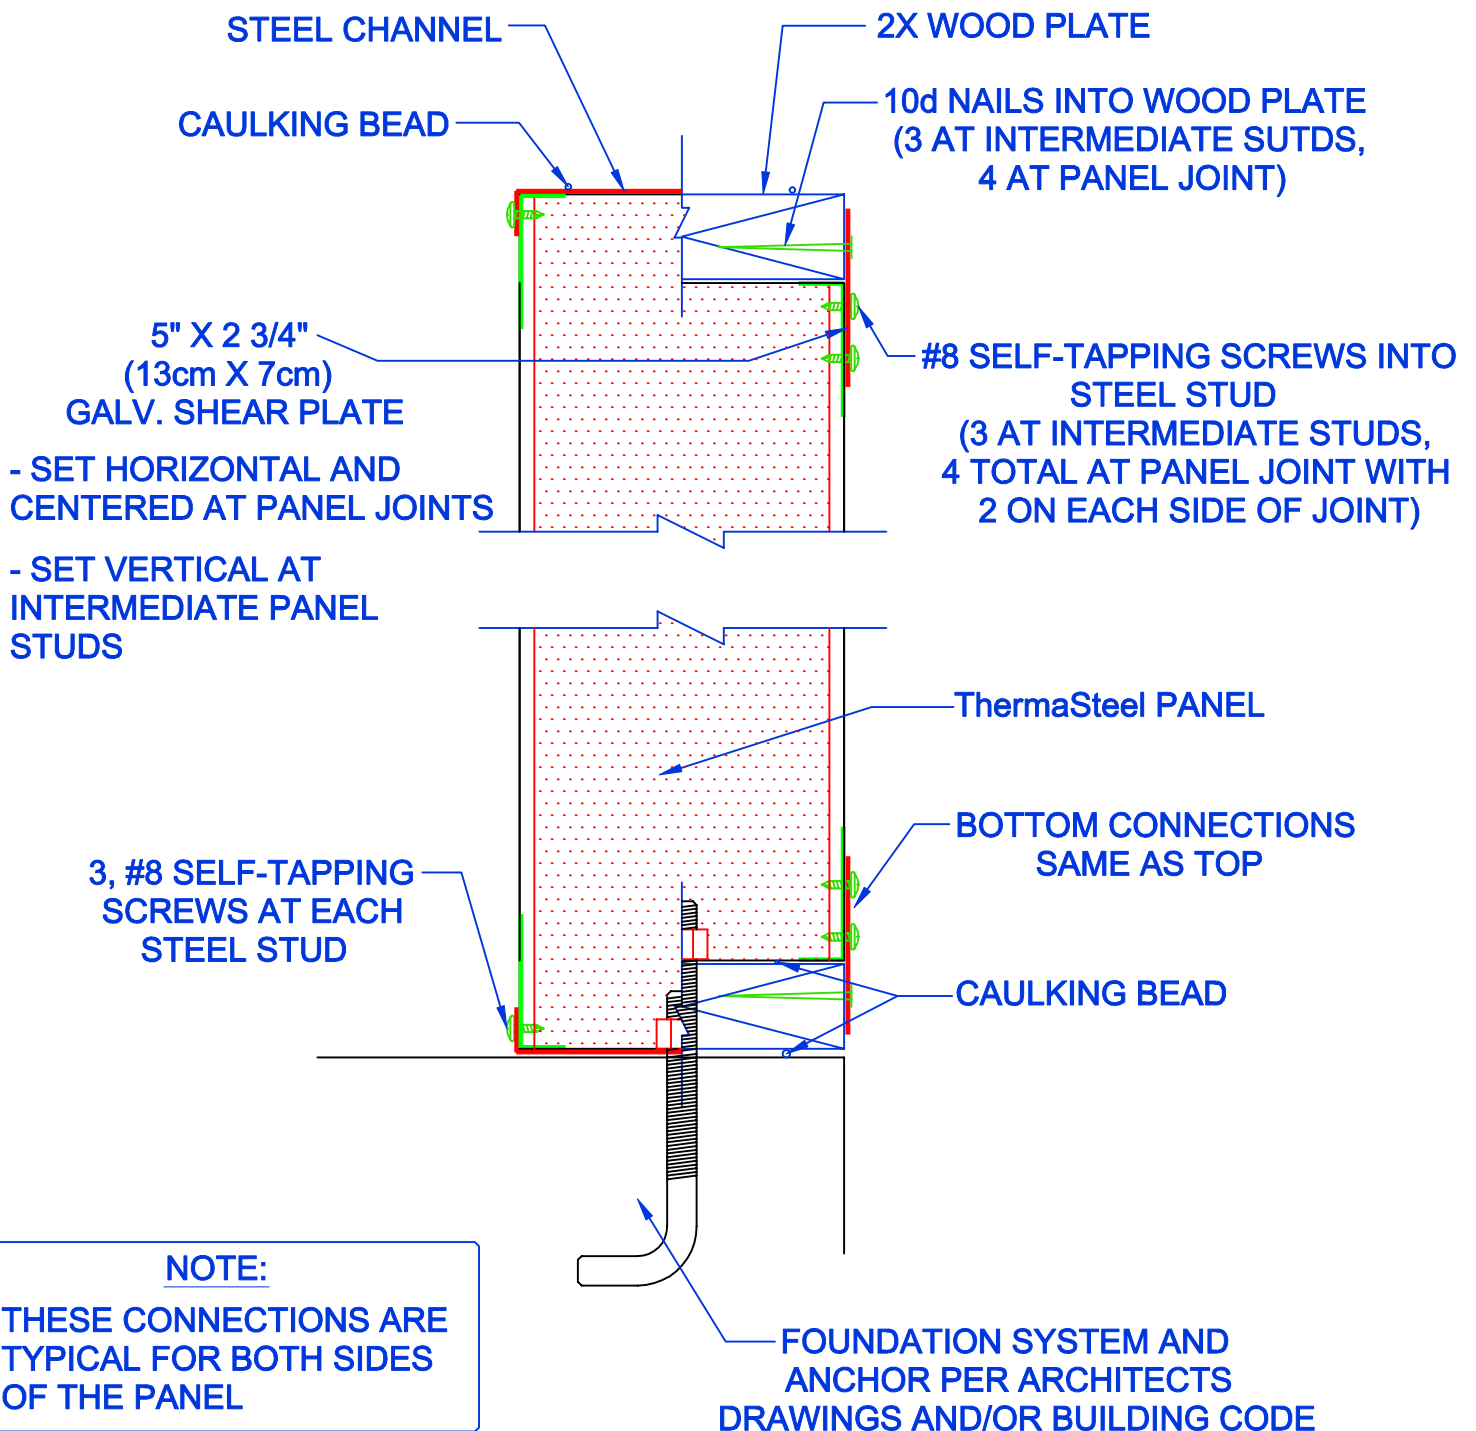 STEEL CHANNEL
2X WOOD PLATE
CAULKING BEAD
10d NAILS INTO WOOD PLATE
(3 AT INTERMEDIATE SUTDS,
4 AT PANEL JOINT)
5" X 2 3/4"
(13cm X 7cm)
GALV. SHEAR PLATE
- SET HORIZONTAL AND
CENTERED AT PANEL JOINTS
- SET VERTICAL AT
INTERMEDIATE PANEL
STUDS
#8 SELF-TAPPING SCREWS INTO
STEEL STUD
(3 AT INTERMEDIATE STUDS,
4 TOTAL AT PANEL JOINT WITH
2 ON EACH SIDE OF JOINT)
ThermaSteel PANEL
BOTTOM CONNECTIONS
SAME AS TOP
3, #8 SELF-TAPPING
SCREWS AT EACH
STEEL STUD
CAULKING BEAD
NOTE:
THESE CONNECTIONS ARE
TYPICAL FOR BOTH SIDES
OF THE PANEL
FOUNDATION SYSTEM AND
ANCHOR PER ARCHITECTS
DRAWINGS AND/OR BUILDING CODE